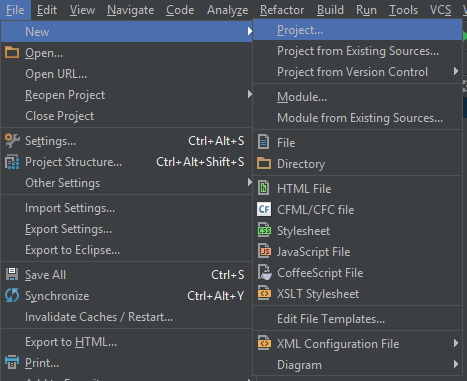 File Edit View Navigate Code Analyze Refactor Build Run Tools VCS
New
Open...
Open URL...
Reopen Project
Close Project
Settings... Ctrl+Alt+S
Project Structure... Ctrl+Alt+Shift+S
Other Settings
Import Settings...
Export Settings...
Export to Eclipse...
Save All Ctrl+S
Synchronize Ctrl+Alt+Y
Invalidate Caches / Restart...
Export to HTML...
Print...
Project...
Project from Existing Sources...
Project from Version Control
Module...
Module from Existing Sources...
File
Directory
HTML File
CFML/CFC file
Stylesheet
JavaScript File
CoffeeScript File
XSLT Stylesheet
Edit File Templates...
XML Configuration File
Diagram